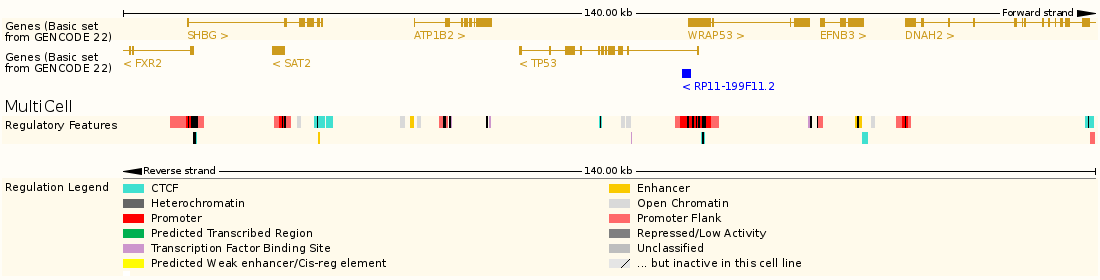 140.00 kb Forward strand
Genes (Basic set
from GENCODE 22)
SHBG > ATP1B2 > WRAP53 > EFNB3 > DNAH2 >
Genes (Basic set
from GENCODE 22)
< FXR2 < SAT2 < TP53
< RP11-199F11.2
MultiCell
Regulatory Features
Reverse strand 140.00 kb
Regulation Legend
CTCF Enhancer
Heterochromatin Open Chromatin
Promoter Promoter Flank
Predicted Transcribed Region Repressed/Low Activity
Transcription Factor Binding Site Unclassified
Predicted Weak enhancer/Cis-reg element ... but inactive in this cell line